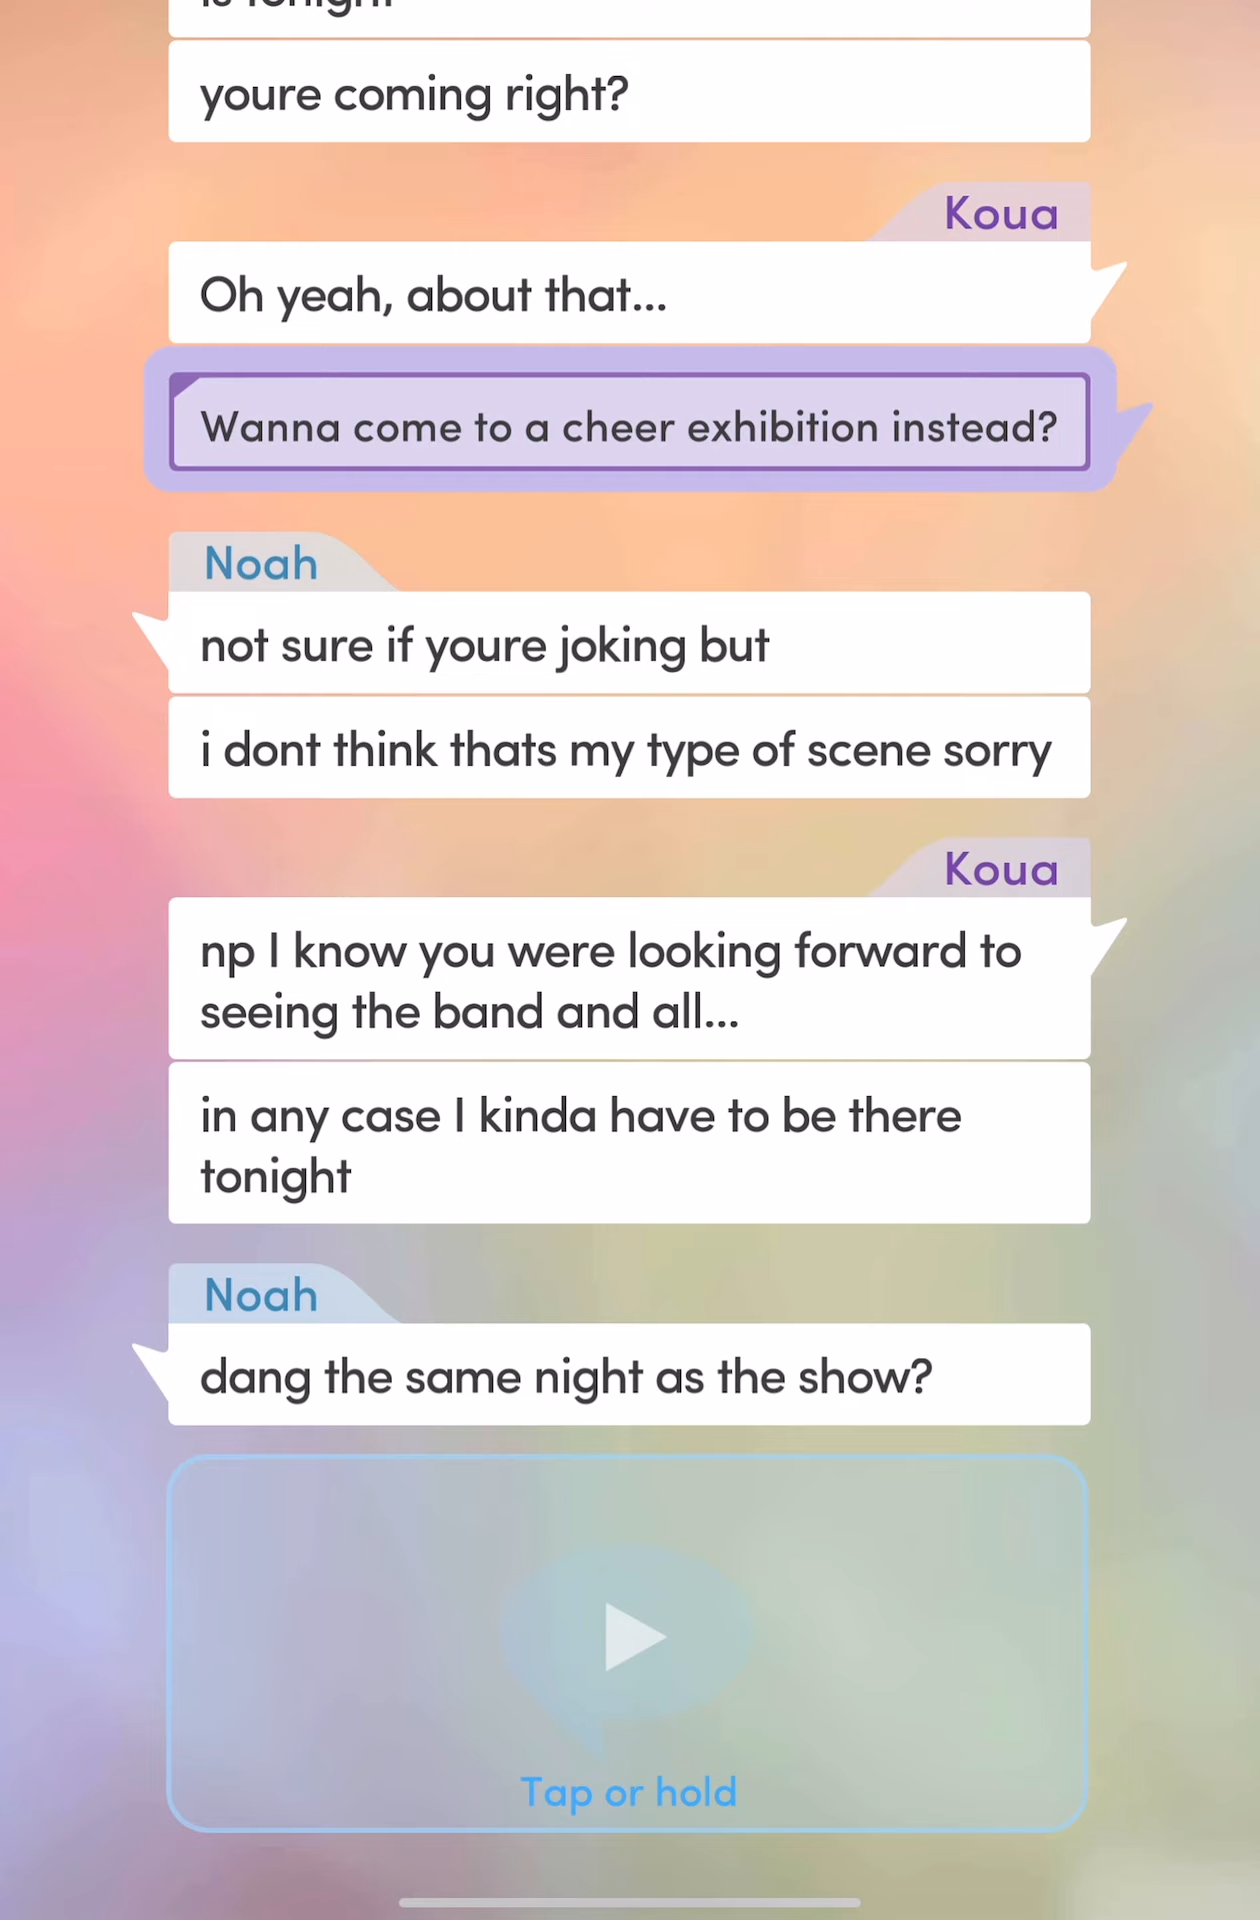 is tonight
youre coming right?
Koua
Oh yeah, about that...
Wanna come to a cheer exhibition instead?
Noah
not sure if youre joking but
i dont think thats my type of scene sorry
Koua
np I know you were looking forward to
seeing the band and all...
in any case I kinda have to be there
tonight
Noah
dang the same night as the show?
Tap or hold